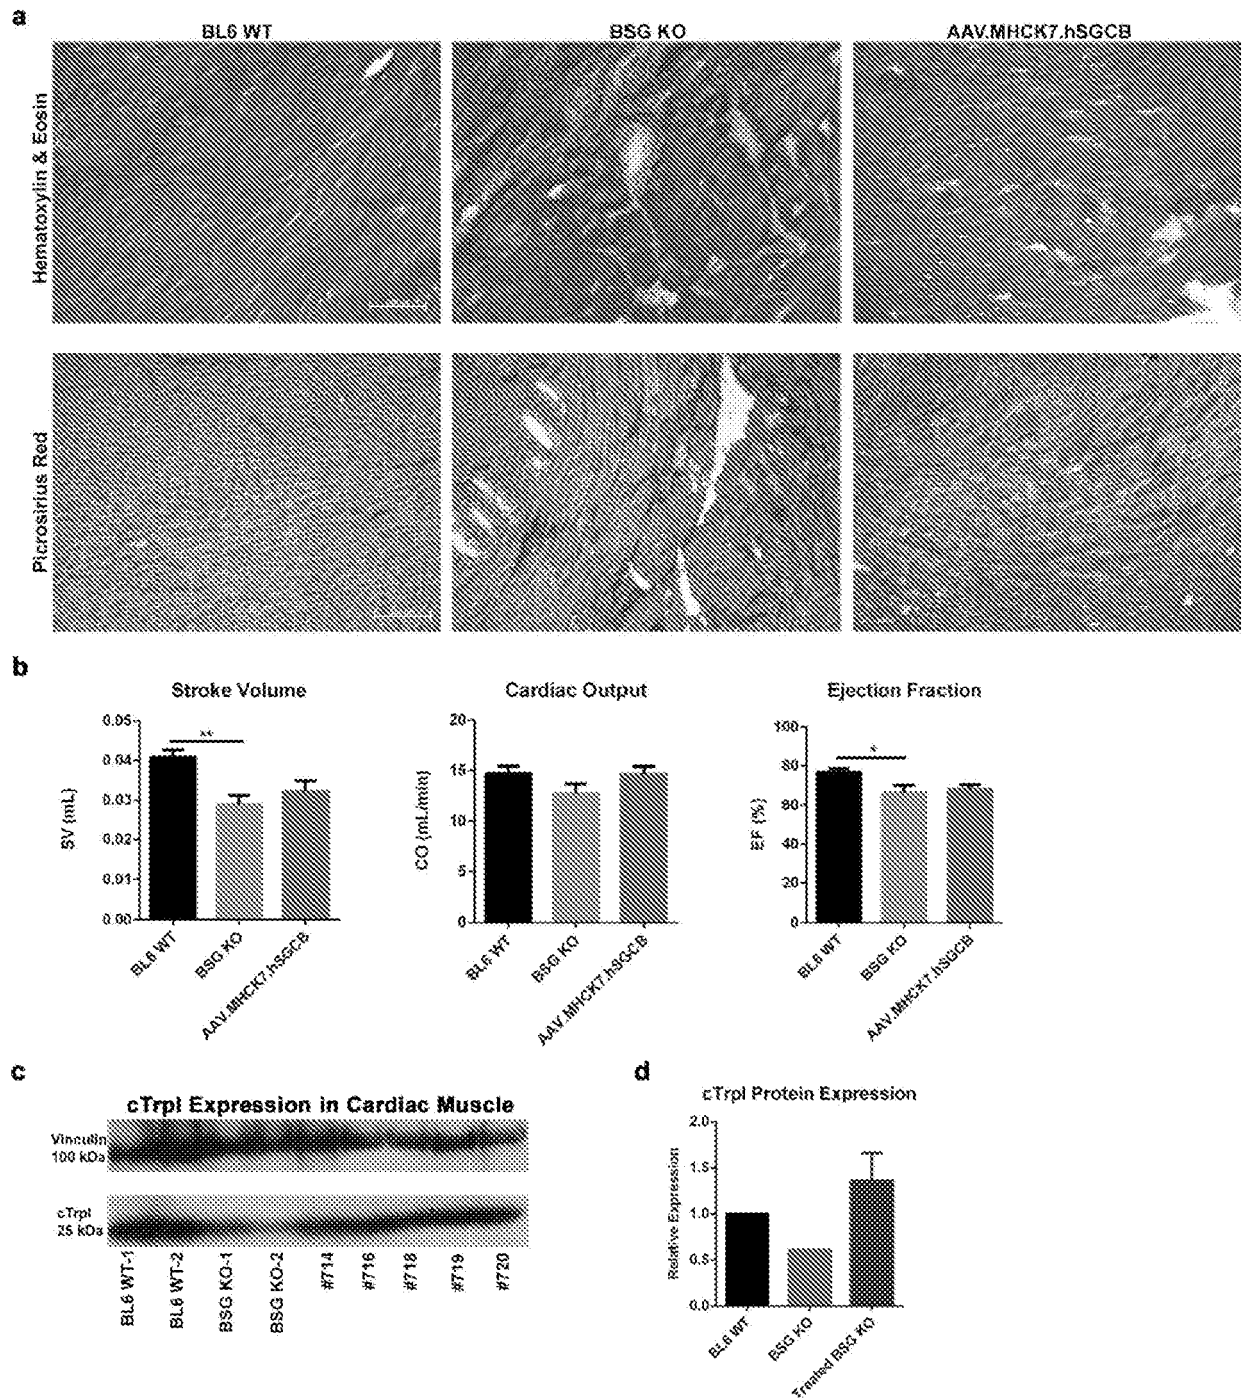 a
BL6 WT
BSG KO
AAV.MHCK7.hSGCB
Hematoxylin & Eosin
Picrosirius Red
b
Stroke Volume
0.05
0.04
0.03
0.02
0.01
0.00
SV (mL)
BL6 WT
BSG KO
AAV.MHCK7.hSGCB
Cardiac Output
20
15
10
5
0
CO (mL/min)
BL6 WT
BSG KO
AAV.MHCK7.hSGCB
Ejection Fraction
100
80
60
40
20
0
EF (%)
BL6 WT
BSG KO
AAV.MHCK7.hSGCB
**
*
c
cTrpI Expression in Cardiac Muscle
Vinculin
100 kDa
cTrpI
25 kDa
BL6 WT-1
BL6 WT-2
BSG KO-1
BSG KO-2
#714
#716
#718
#719
#720
d
cTrpI Protein Expression
2.0
1.5
1.0
0.5
0.0
Relative Expression
BL6 WT
BSG KO
Treated BSG KO